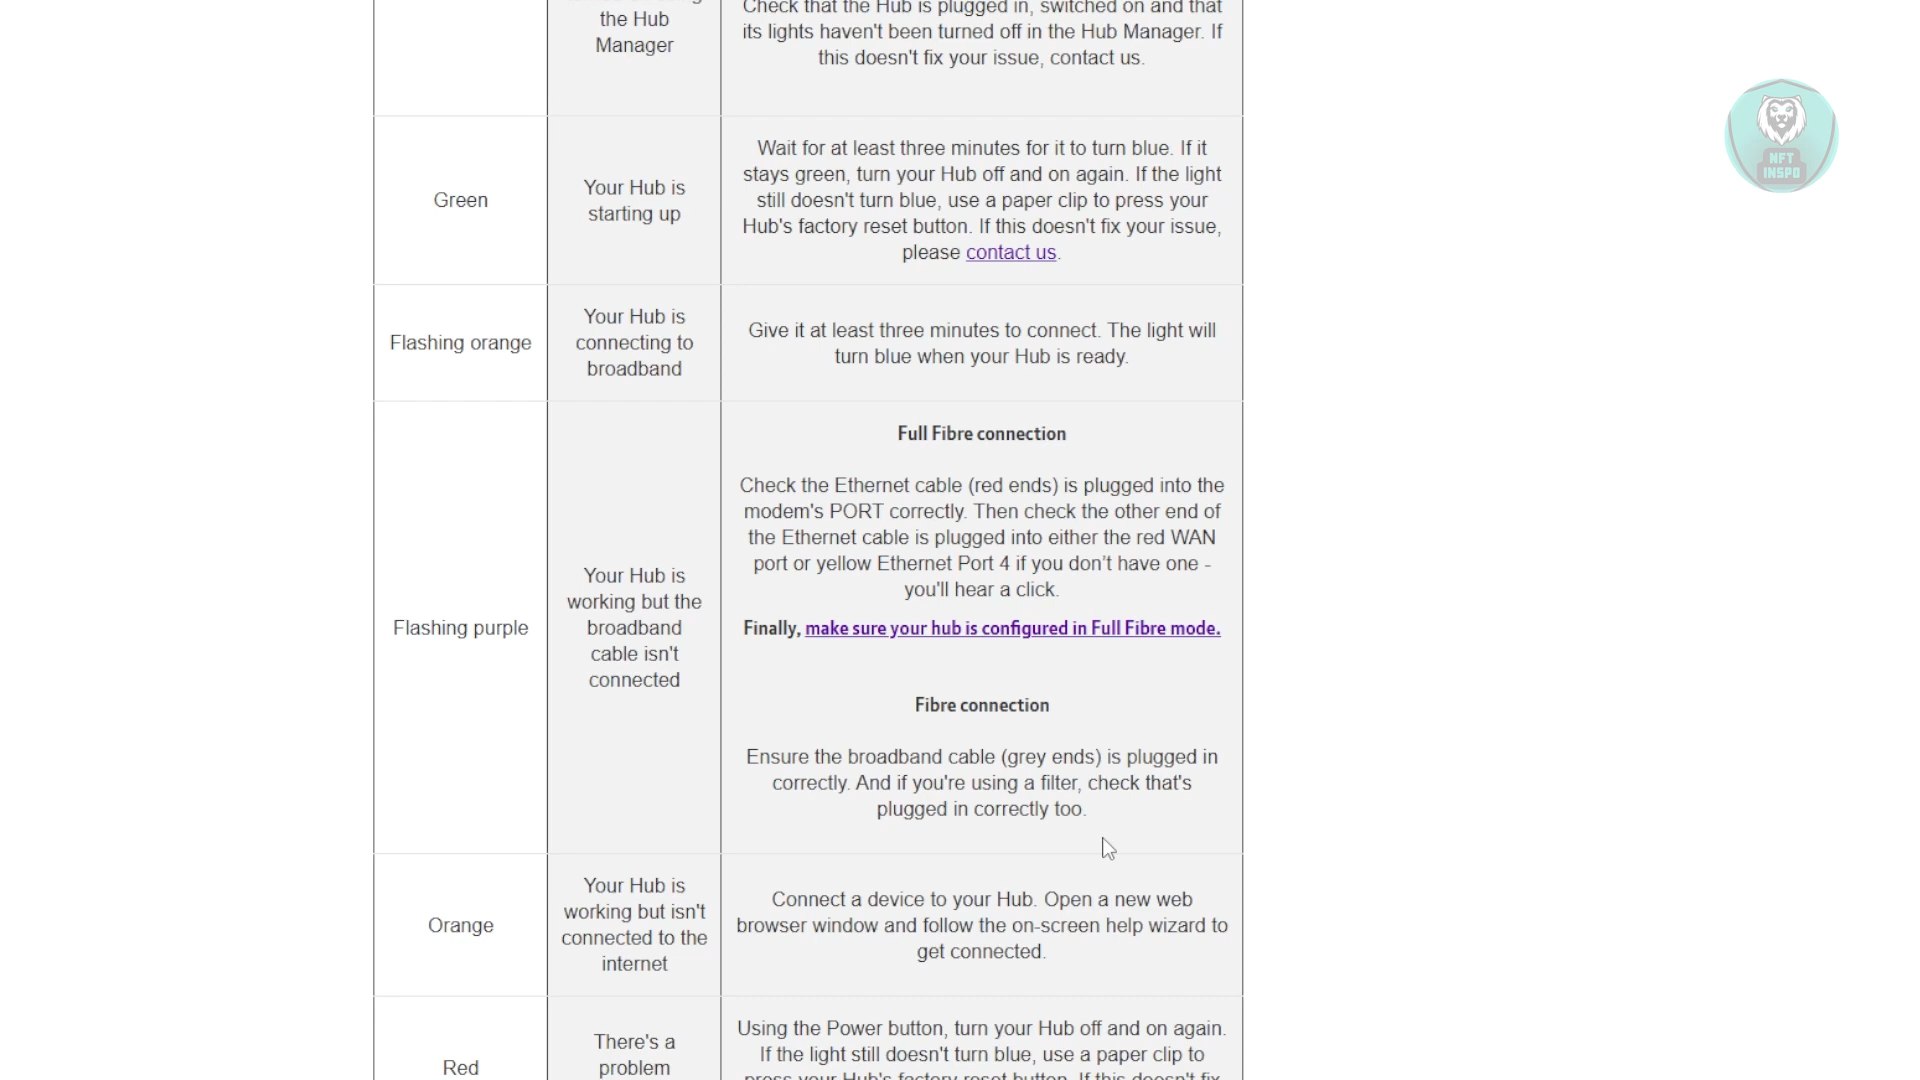 the Hub
Manager
Check that the Hub is plugged in, switched on and that
its lights haven't been turned off in the Hub Manager. If
this doesn't fix your issue, contact us.
Green
Your Hub is
starting up
Wait for at least three minutes for it to turn blue. If it
stays green, turn your Hub off and on again. If the light
still doesn't turn blue, use a paper clip to press your
Hub's factory reset button. If this doesn't fix your issue,
please contact us.
Flashing orange
Your Hub is
connecting to
broadband
Give it at least three minutes to connect. The light will
turn blue when your Hub is ready.
Flashing purple
Your Hub is
working but the
broadband
cable isn't
connected
Full Fibre connection
Check the Ethernet cable (red ends) is plugged into the
modem's PORT correctly. Then check the other end of
the Ethernet cable is plugged into either the red WAN
port or yellow Ethernet Port 4 if you don’t have one -
you'll hear a click.
Finally, make sure your hub is configured in Full Fibre mode.
Fibre connection
Ensure the broadband cable (grey ends) is plugged in
correctly. And if you're using a filter, check that's
plugged in correctly too.
Orange
Your Hub is
working but isn't
connected to the
internet
Connect a device to your Hub. Open a new web
browser window and follow the on-screen help wizard to
get connected.
Red
There's a
problem
Using the Power button, turn your Hub off and on again.
If the light still doesn't turn blue, use a paper clip to
press your Hub's factory reset button. If this doesn't fix
NFT
INSPO